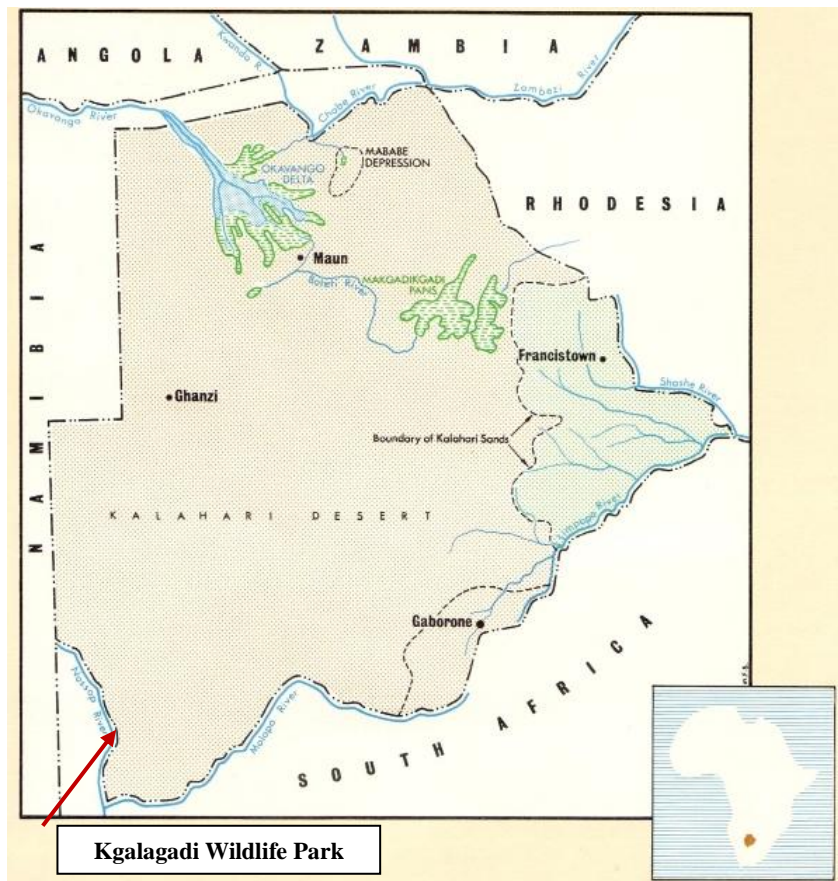 ANGOLA
ZAMBIA
Kwando R.
Zambezi River
Okavango River
Chobe River
MABABE
DEPRESSION
OKAVANGO
DELTA
RHODESIA
NAMIBIA
Maun
MAKGADIKGADI
PANS
Boteti River
Francistown
Shashe River
Ghanzi
Boundary of Kalahari Sands
KALAHARI DESERT
Limpopo River
Gaborone
Nossop River
Molopo River
SOUTH AFRICA
Kgalagadi Wildlife Park